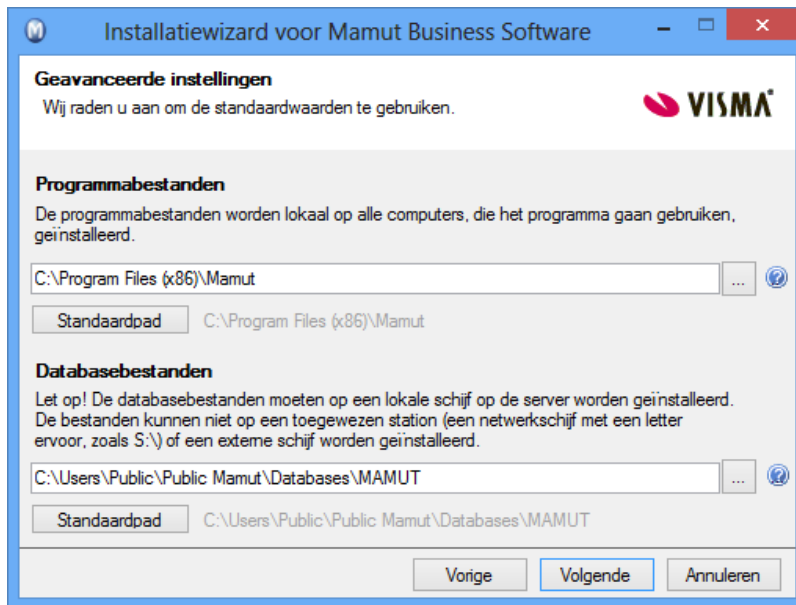 Installatiewizard voor Mamut Business Software
Geavanceerde instellingen
Wij raden u aan om de standaardwaarden te gebruiken.
VISMA
Programmabestanden
De programmabestanden worden lokaal op alle computers, die het programma gaan gebruiken,
geïnstalleerd.
C:\Program Files (x86)\Mamut
...
Standaardpad C:\Program Files (x86)\Mamut
Databasebestanden
Let op! De databasebestanden moeten op een lokale schijf op de server worden geïnstalleerd.
De bestanden kunnen niet op een toegewezen station (een netwerkschijf met een letter
ervoor, zoals S:\) of een externe schijf worden geïnstalleerd.
C:\Users\Public\Public Mamut\Databases\MAMUT
...
Standaardpad C:\Users\Public\Public Mamut\Databases\MAMUT
Vorige Volgende Annuleren